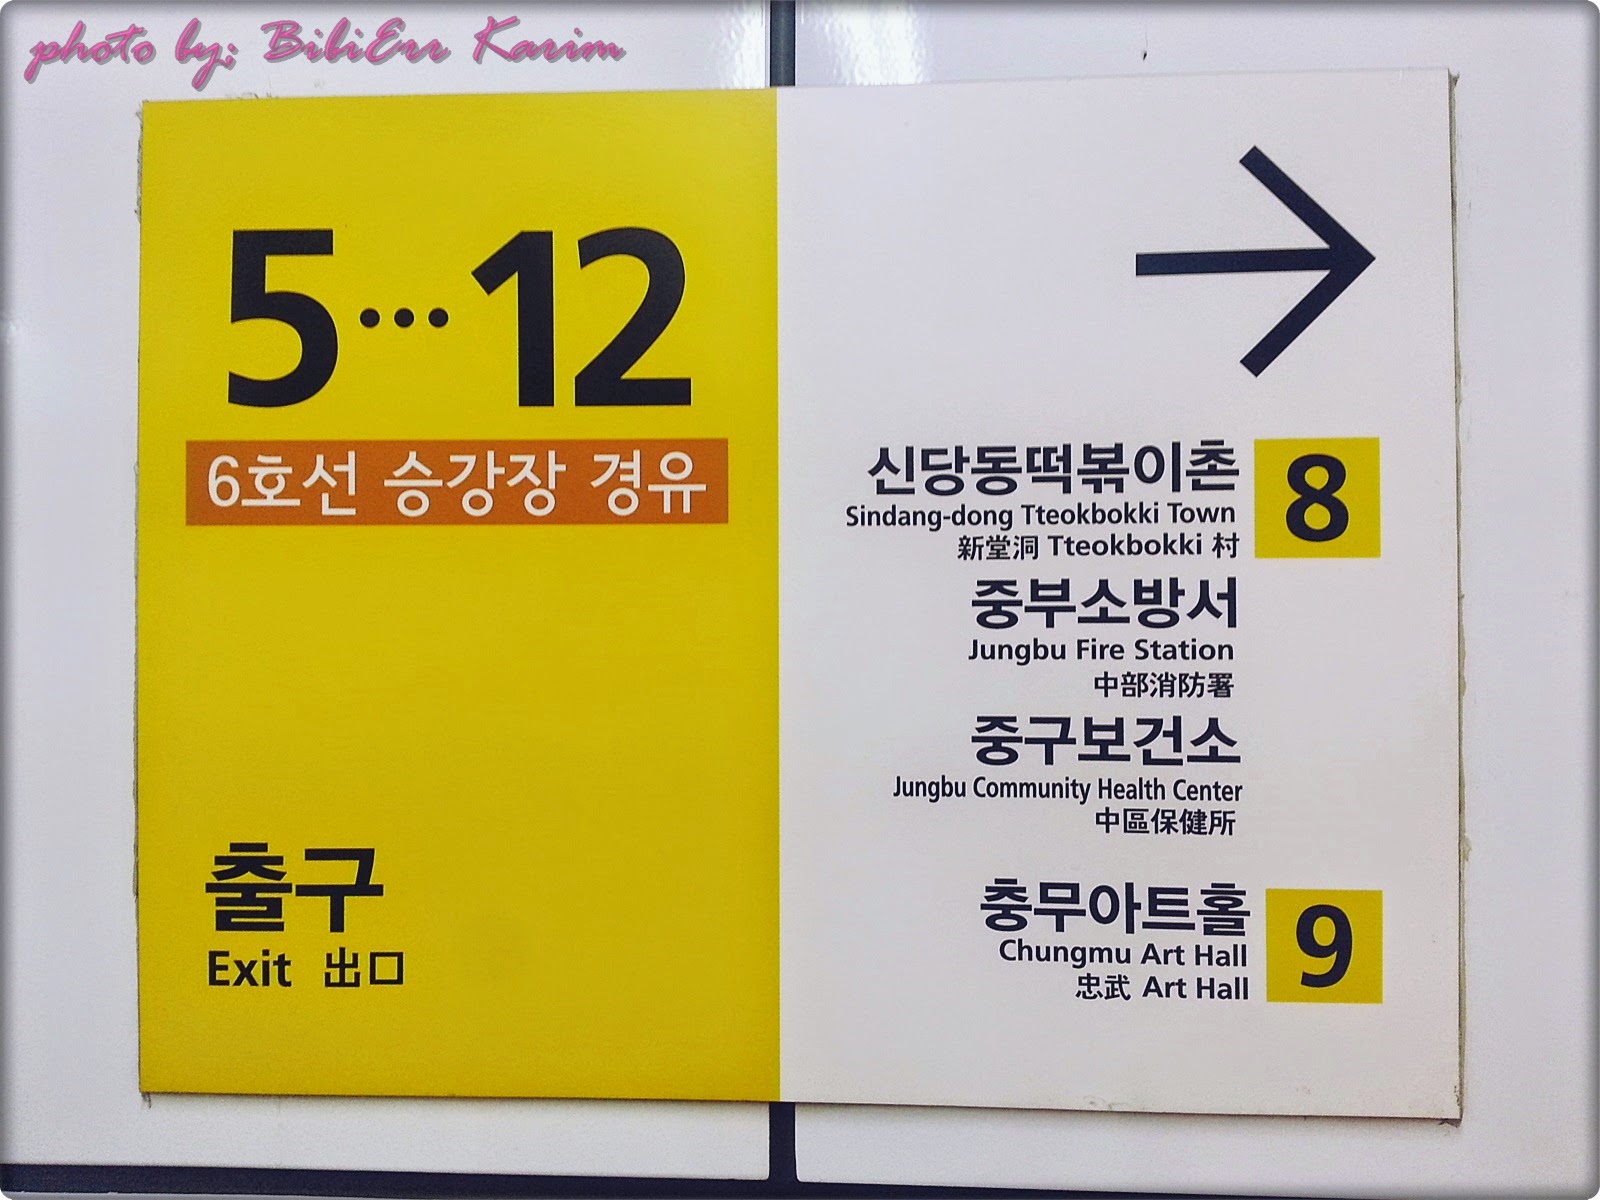 photo by; BibiErr Karim
5...12
6호선 승강장 경유
출구
Exit 出口
신당동떡볶이촌
Sindang-dong Tteokbokki Town
新堂洞 Tteokbokki 村
8
중부소방서
Jungbu Fire Station
中部消防署
중구보건소
Jungbu Community Health Center
中區保健所
충무아트홀
Chungmu Art Hall
忠武 Art Hall
9